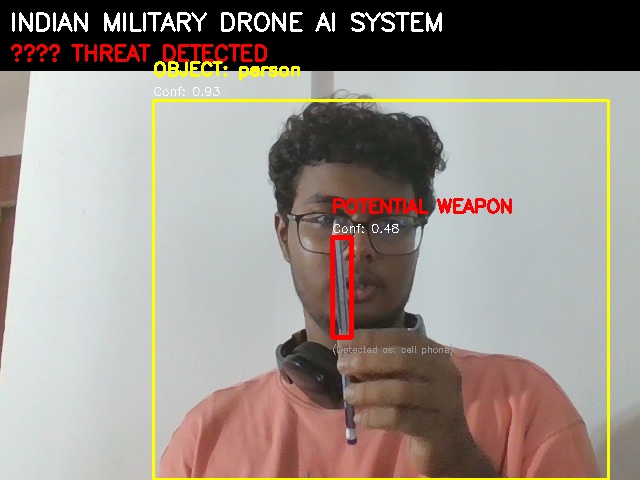 INDIAN MILITARY DRONE AI SYSTEM
???? THREAT DETECTED
OBJECT: person
Conf: 0.93
POTENTIAL WEAPON
Conf: 0.48
(Detected as: cell phone)